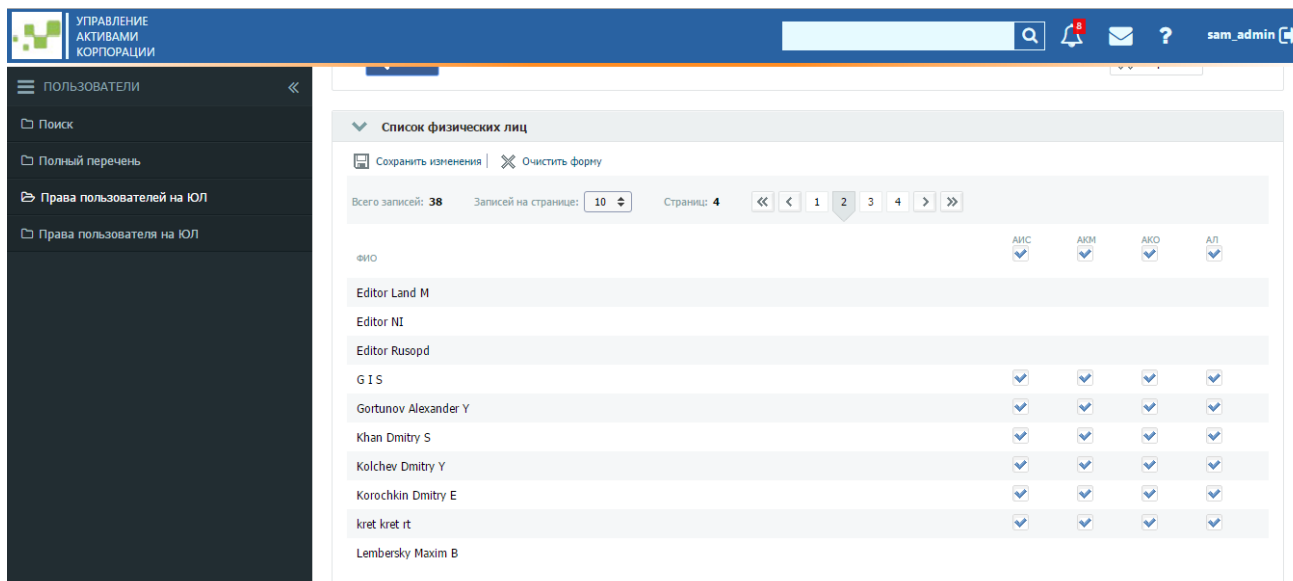 УПРАВЛЕНИЕ
АКТИВАМИ
КОРПОРАЦИИ
8
?
sam_admin
ПОЛЬЗОВАТЕЛИ
Поиск
Полный перечень
Права пользователей на ЮЛ
Права пользователя на ЮЛ
Список физических лиц
Сохранить изменения | Очистить форму
Всего записей: 38 Записей на странице: 10 Страниц: 4 « < 1 2 3 4 > »
ФИО АИС АКМ АКО АЛ
Editor Land M
Editor NI
Editor Rusopd
G I S
Gortunov Alexander Y
Khan Dmitry S
Kolchev Dmitry Y
Korochkin Dmitry E
kret kret rt
Lembersky Maxim B